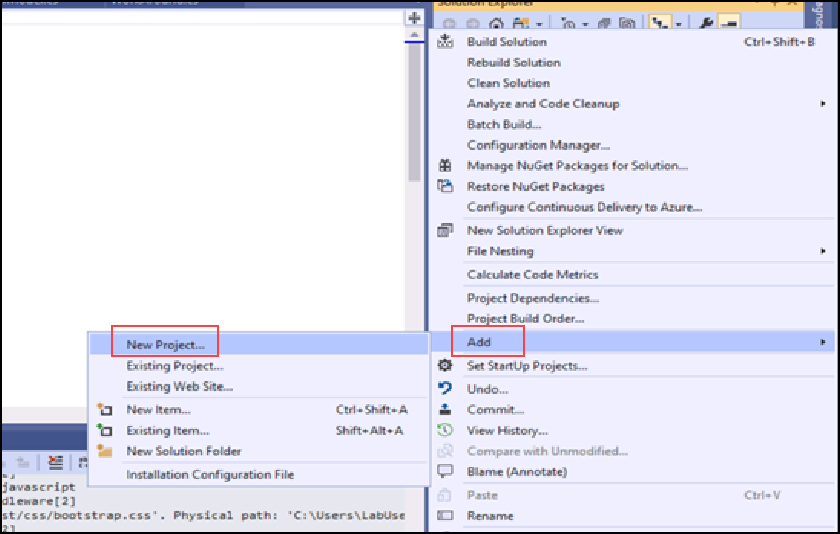 Solution Explorer
Build Solution Ctrl+Shift+B
Rebuild Solution
Clean Solution
Analyze and Code Cleanup
Batch Build...
Configuration Manager...
Manage NuGet Packages for Solution...
Restore NuGet Packages
Configure Continuous Delivery to Azure...
New Solution Explorer View
File Nesting
Calculate Code Metrics
Project Dependencies...
Project Build Order...
Add
Set StartUp Projects...
Undo...
Commit...
View History...
Compare with Unmodified...
Blame (Annotate)
Paste Ctrl+V
Rename
New Project...
Existing Project...
Existing Web Site...
New Item... Ctrl+Shift+A
Existing Item... Shift+Alt+A
New Solution Folder
Installation Configuration File
2]
javascript
dleware[2]
st/css/bootstrap.css'. Physical path: 'C:\Users\LabUse
2]